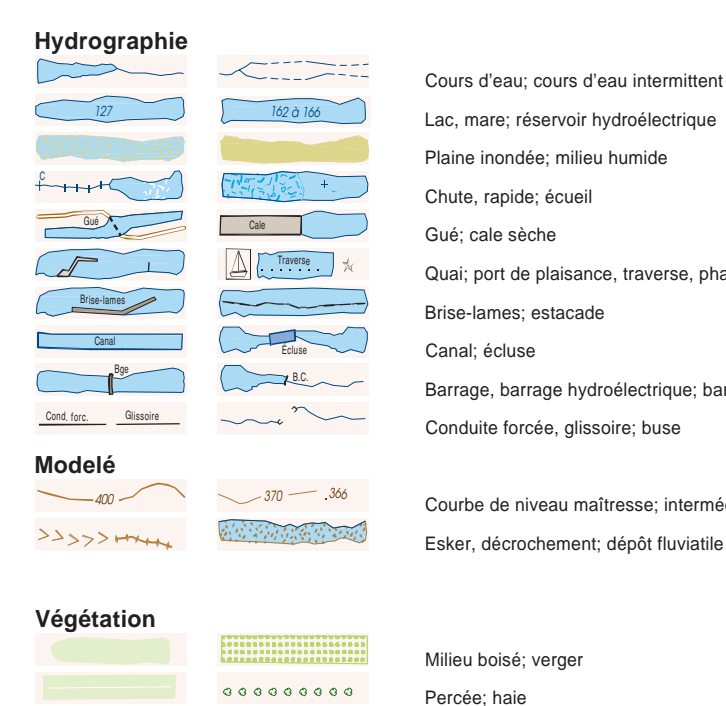 Hydrographie
Cours d'eau; cours d'eau intermittent
127 162 à 166 Lac, mare; réservoir hydroélectrique
Plaine inondée; milieu humide
C Chute, rapide; écueil
Gué Cale Gué; cale sèche
Traverse Quai; port de plaisance, traverse, pha
Brise-lames Brise-lames; estacade
Canal Écluse Canal; écluse
Bge B.C. Barrage, barrage hydroélectrique; bar
Cond. forc. Glissoire Conduite forcée, glissoire; buse
Modelé
400 370 .366 Courbe de niveau maîtresse; interméd
Esker, décrochement; dépôt fluviatile
Végétation
Milieu boisé; verger
Percée; haie